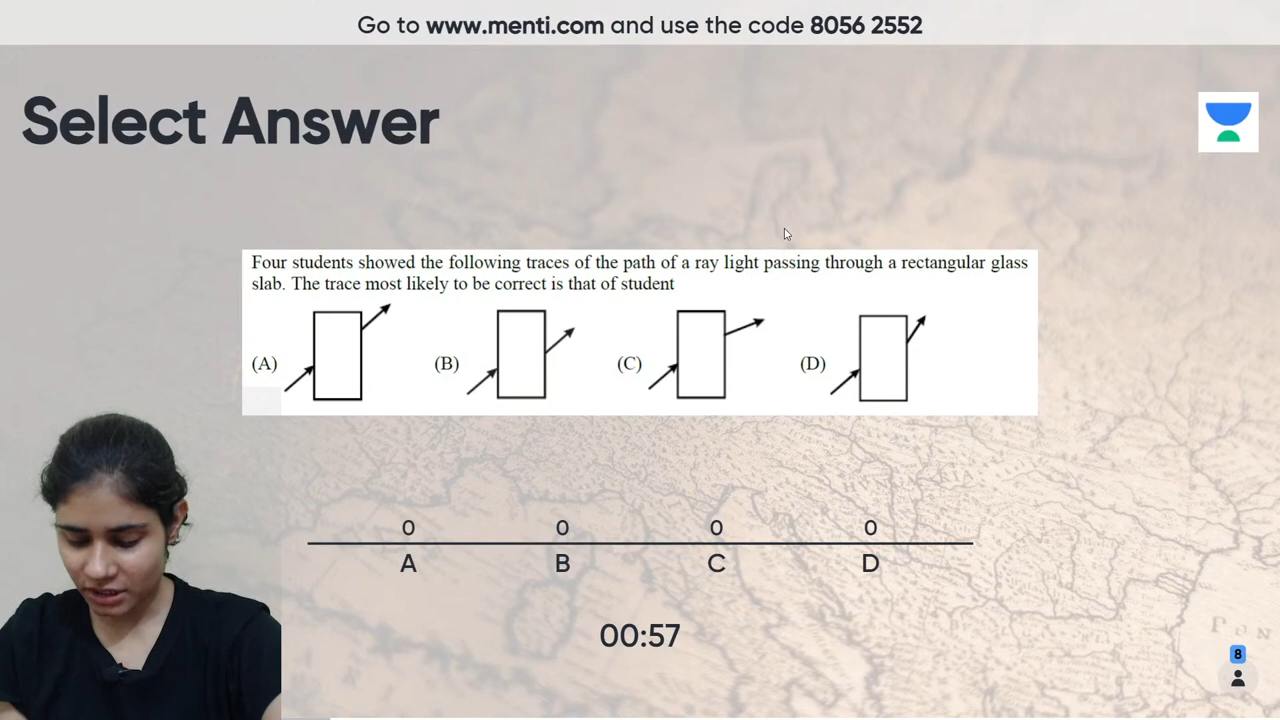 Go to www.menti.com and use the code 8056 2552
Select Answer
Four students showed the following traces of the path of a ray light passing through a rectangular glass
slab. The trace most likely to be correct is that of student
(A) (B) (C) (D)
0 0 0 0
A B C D
00:57
8